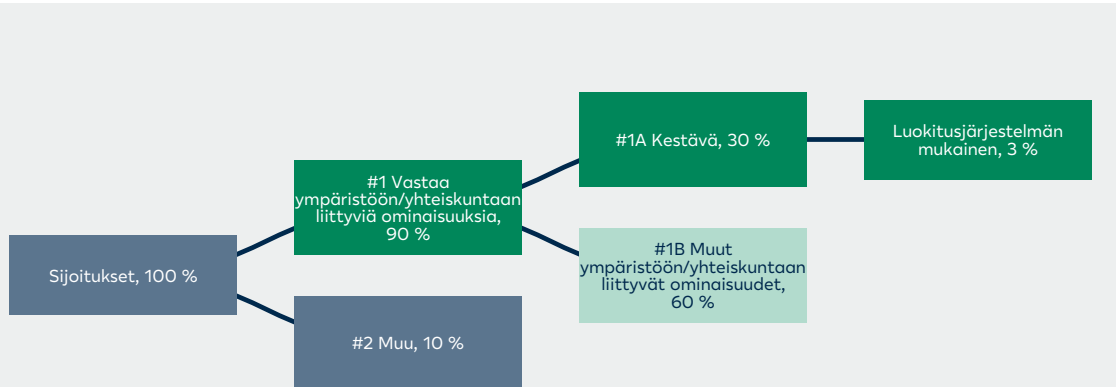 Sijoitukset, 100 %
#1 Vastaa
ympäristöön/yhteiskuntaan
liittyviä ominaisuuksia,
90 %
#2 Muu, 10 %
#1A Kestävä, 30 %
#1B Muut
ympäristöön/yhteiskuntaan
liittyvät ominaisuudet,
60 %
Luokitusjärjestelmän
mukainen, 3 %